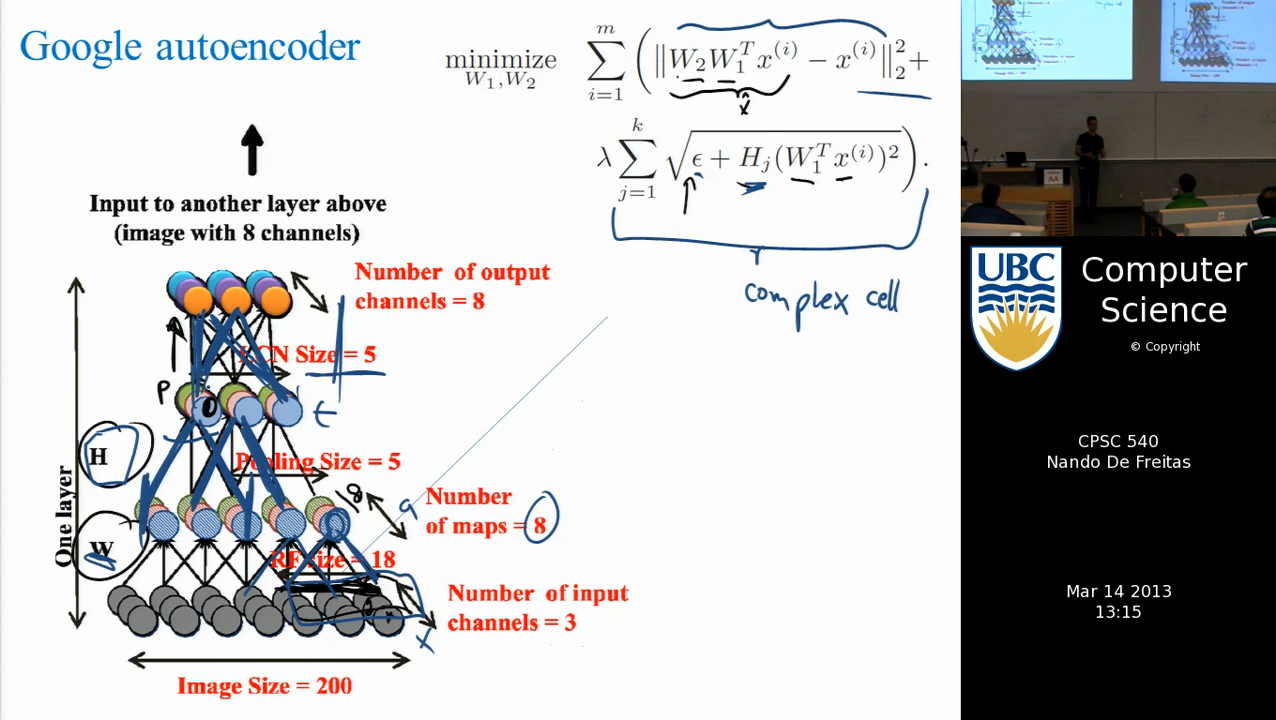 Google autoencoder
minimize W₁,W₂ ∑ᵢ₌₁ᵐ ( ‖W₂W₁ᵀx⁽ⁱ⁾ − x⁽ⁱ⁾‖₂² +
x̂
λ ∑ⱼ₌₁ᵏ √(ϵ + Hⱼ(W₁ᵀx⁽ⁱ⁾)²) ) .
complex cell
Input to another layer above
(image with 8 channels)
Number of output
channels = 8
LCN Size = 5
P
t
H
Pooling Size = 5
18
9
Number
of maps = 8
One layer
W
RF size = 18
Number of input
channels = 3
x
Image Size = 200
UBC
Computer
Science
© Copyright
CPSC 540
Nando De Freitas
Mar 14 2013
13:15